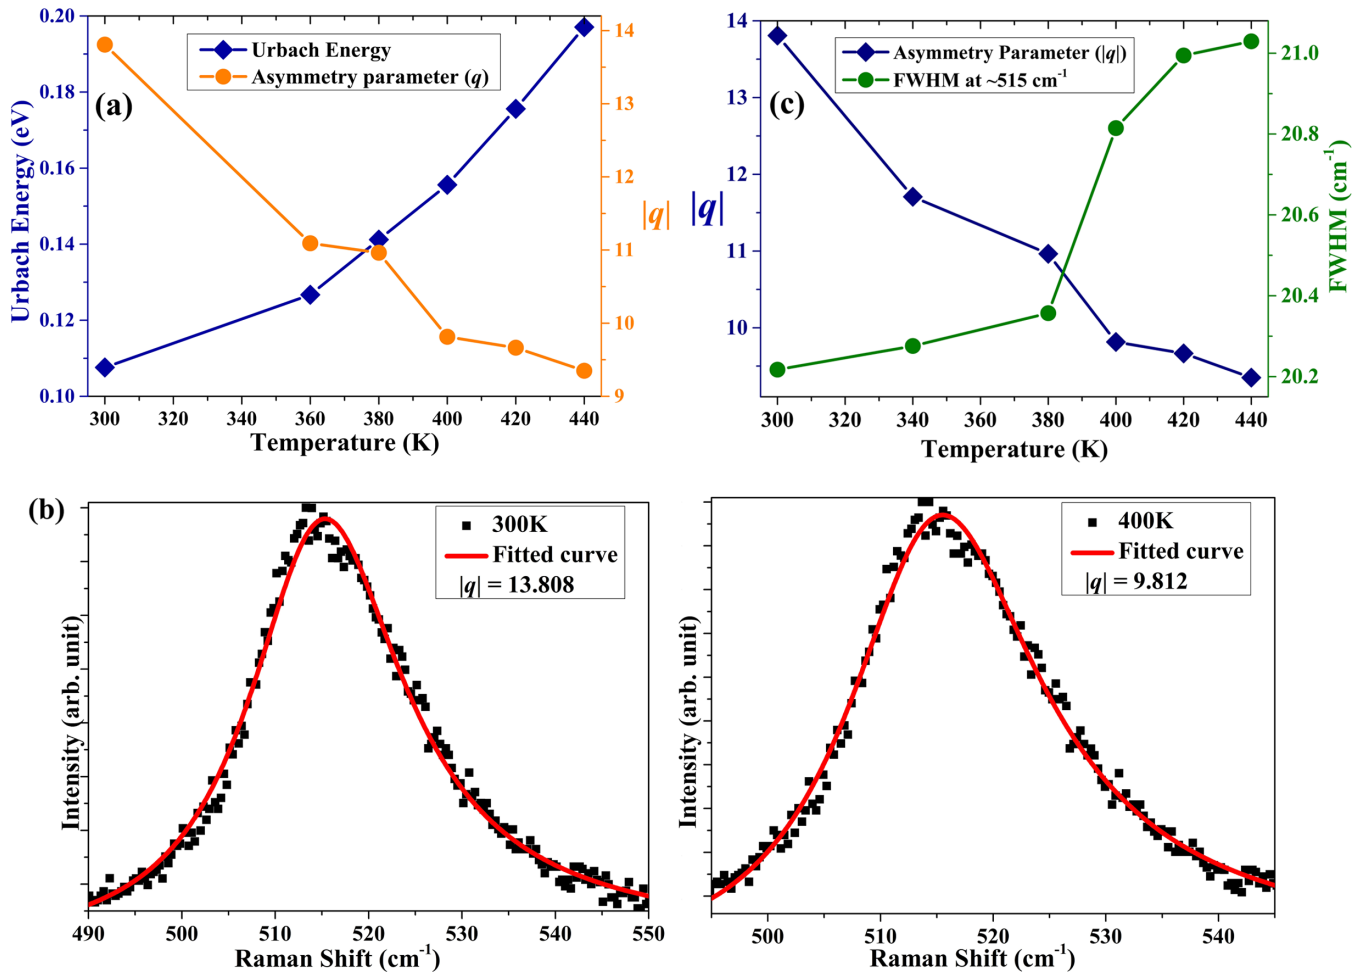 (a)
Urbach Energy
Asymmetry parameter (q)
0.20
0.18
0.16
0.14
0.12
0.10
Urbach Energy (eV)
14
13
12
11
10
9
|q|
300 320 340 360 380 400 420 440
Temperature (K)
(c)
Asymmetry Parameter (|q|)
FWHM at ~515 cm-1
14
13
12
11
10
|q|
21.0
20.8
20.6
20.4
20.2
FWHM (cm-1)
300 320 340 360 380 400 420 440
Temperature (K)
(b)
300K
Fitted curve
|q| = 13.808
Intensity (arb. unit)
490 500 510 520 530 540 550
Raman Shift (cm-1)
400K
Fitted curve
|q| = 9.812
Intensity (arb. unit)
500 510 520 530 540
Raman Shift (cm-1)